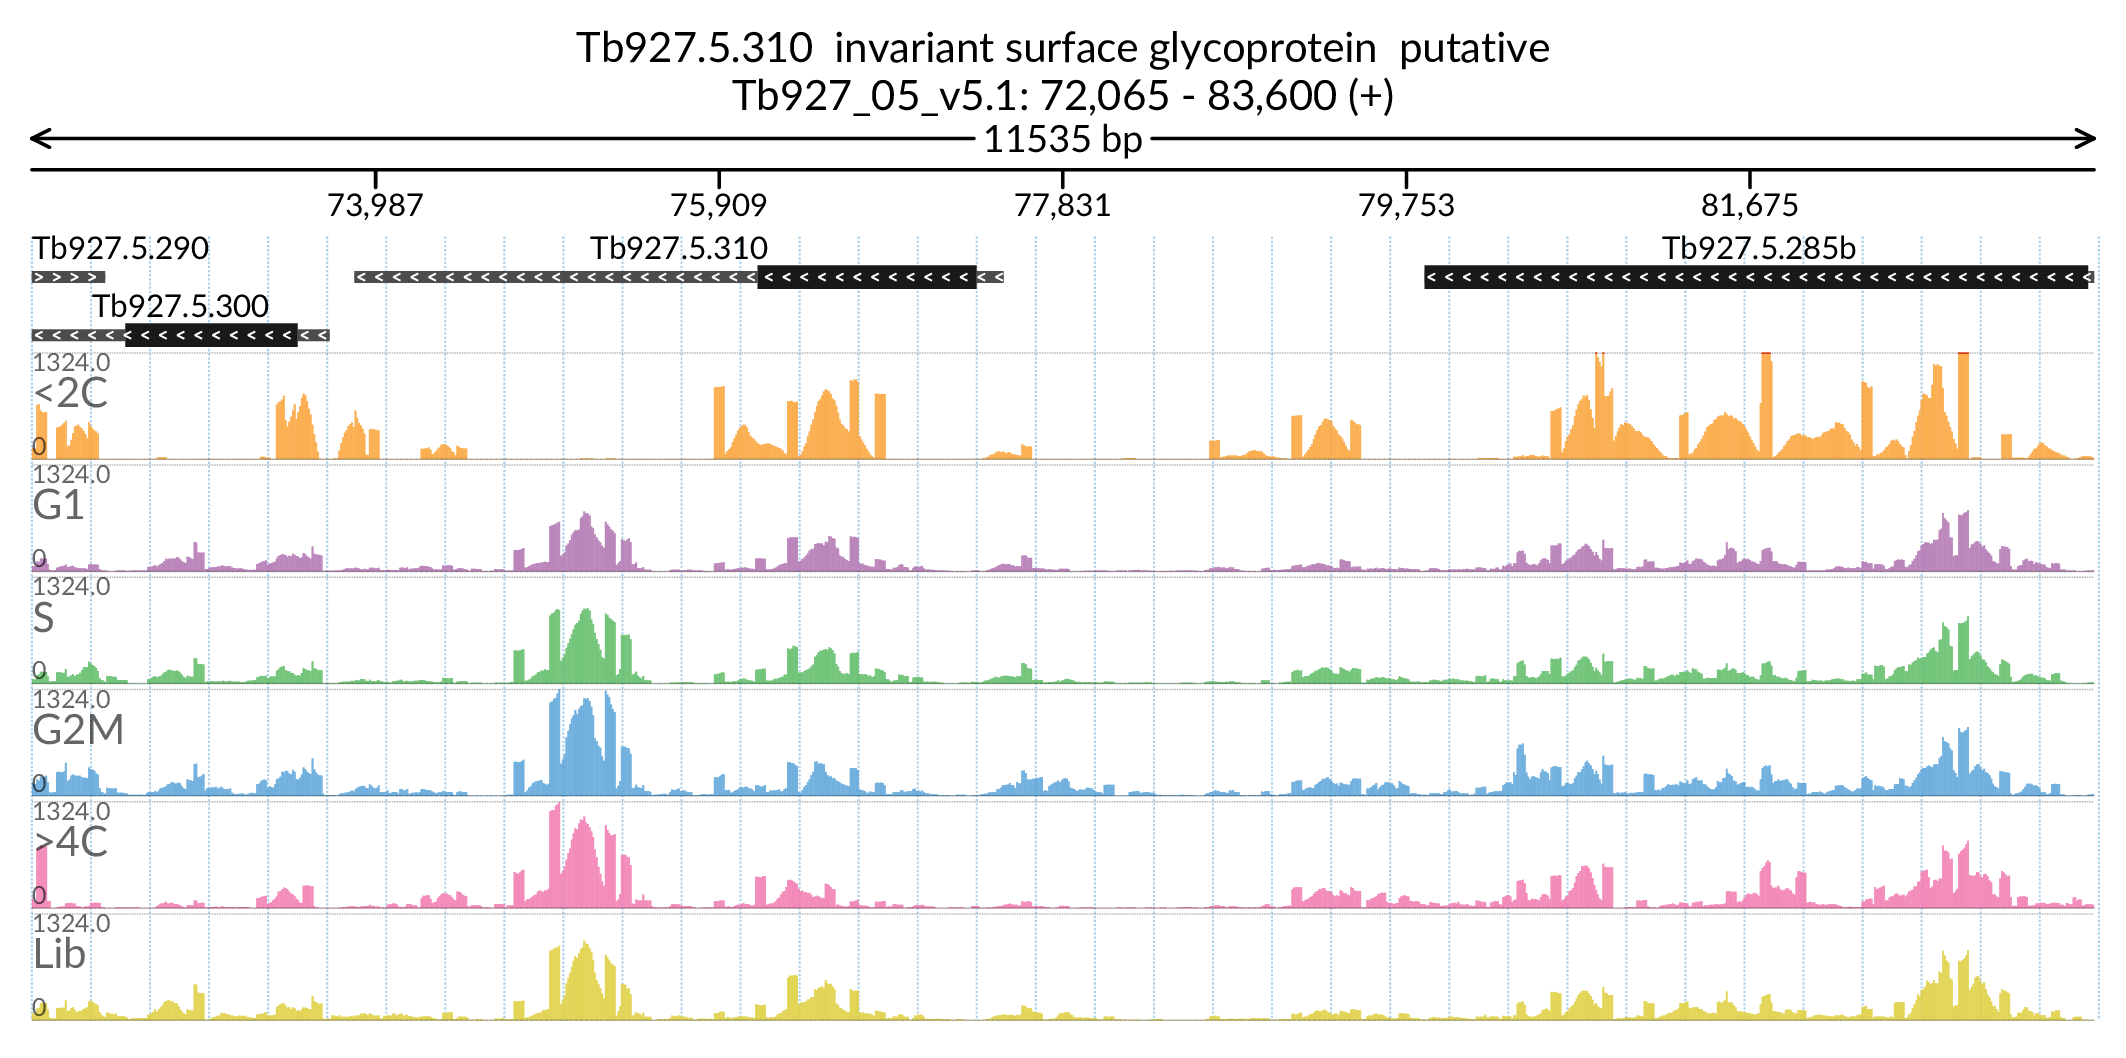 Tb927.5.310  invariant surface glycoprotein  putative
Tb927_05_v5.1: 72,065 - 83,600 (+)
11535 bp
73,987 75,909 77,831 79,753 81,675
Tb927.5.290 Tb927.5.310 Tb927.5.285b
Tb927.5.300
1324.0
<2C
0
1324.0
G1
0
1324.0
S
0
1324.0
G2M
0
1324.0
>4C
0
1324.0
Lib
0